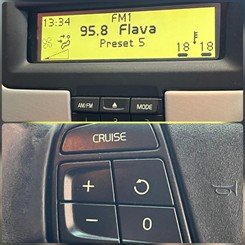 FM1
13:34
95.8 Flava
Preset 5
18 18
AM/FM
MODE
CRUISE
+
−
0